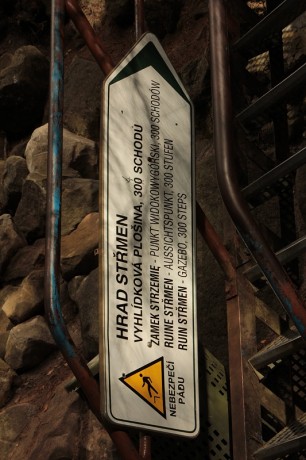 HRAD STŘMEN
VYHLÍDKOVÁ PLOŠINA, 300 SCHODŮ
ZAMEK STRZEMIE - PUNKT WIDOKOWYGÓRSKI, 300 SCHODÓW
RUINE STŘMEN - AUSSICHTSPUNKT, 300 STUFEN
RUIN STŘMEN - GAZEBO, 300 STEPS
NEBEZPEČÍ
PÁDU